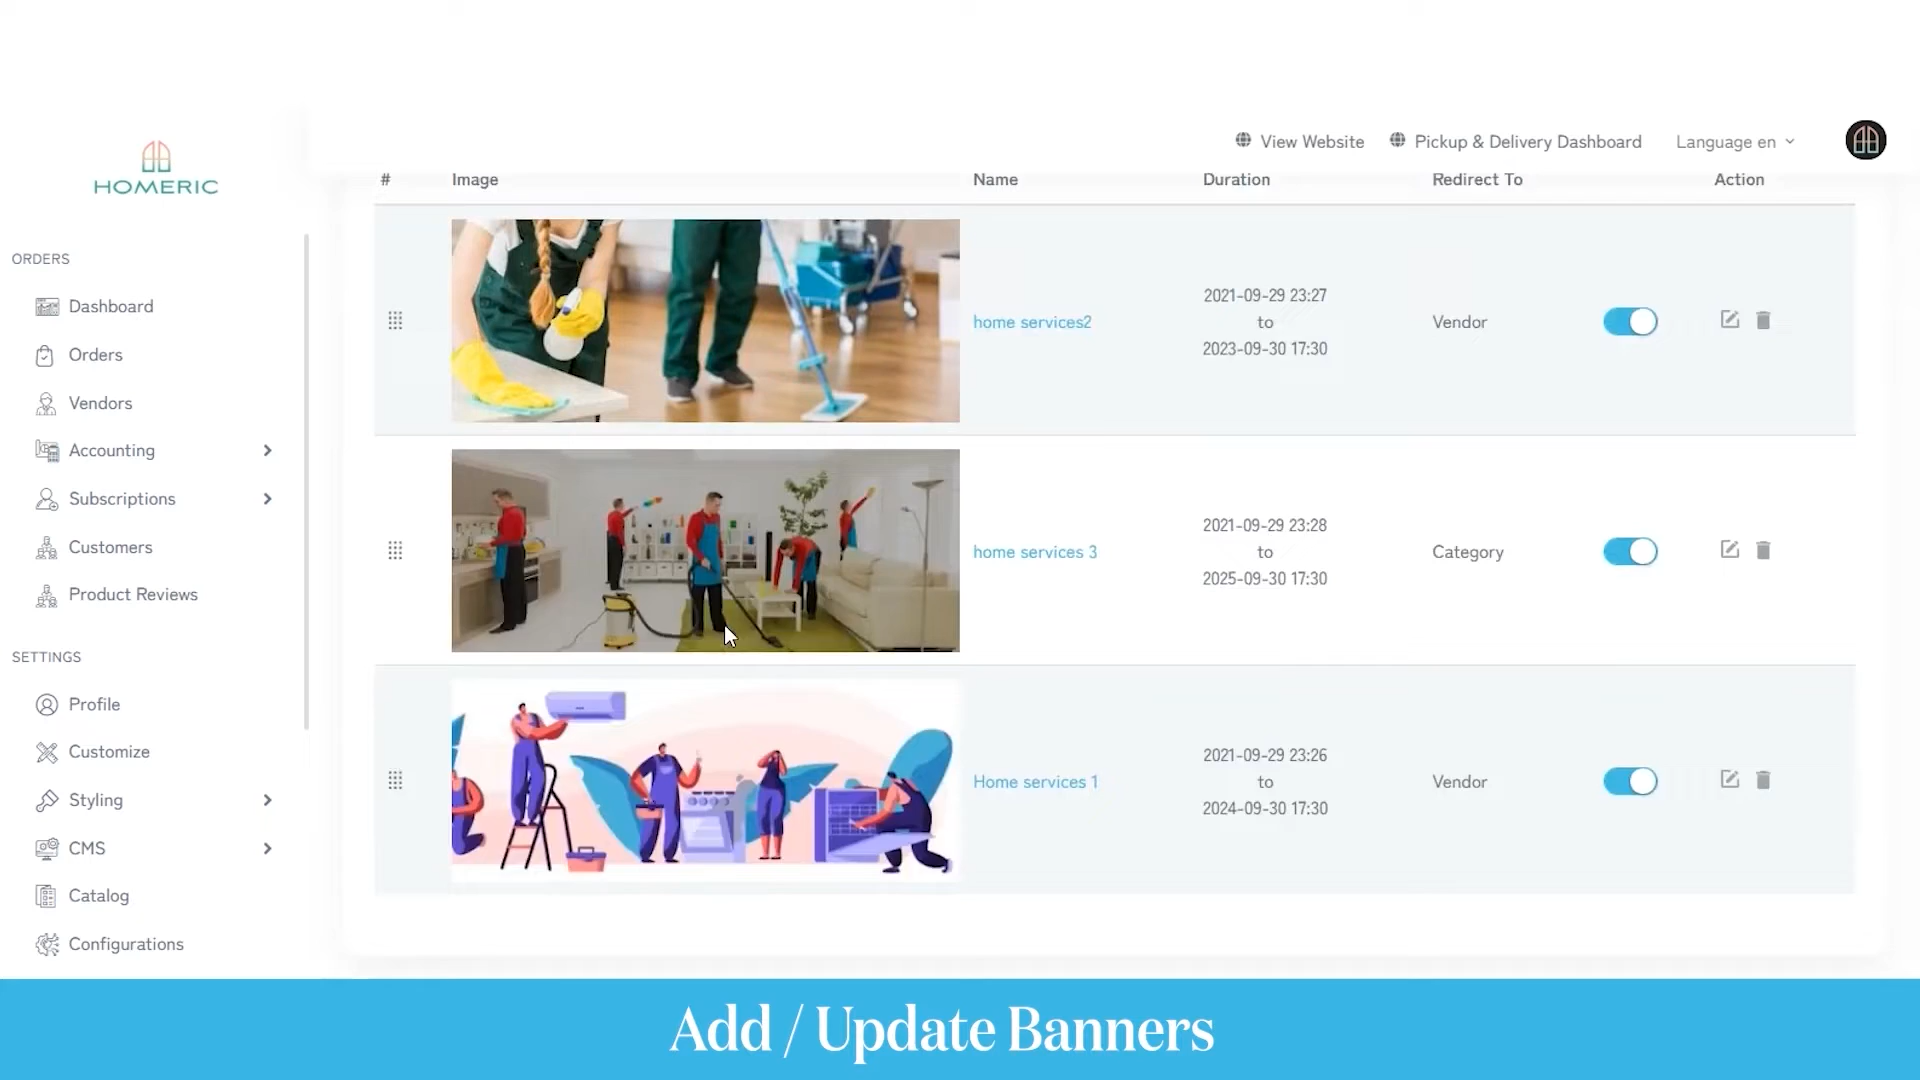 View Website
Pickup & Delivery Dashboard
Language en
HOMERIC
# Image Name Duration Redirect To Action
ORDERS
Dashboard
Orders
Vendors
Accounting
Subscriptions
Customers
Product Reviews
SETTINGS
Profile
Customize
Styling
CMS
Catalog
Configurations
home services2
2021-09-29 23:27
to
2023-09-30 17:30
Vendor
home services 3
2021-09-29 23:28
to
2025-09-30 17:30
Category
Home services 1
2021-09-29 23:26
to
2024-09-30 17:30
Vendor
Add / Update Banners